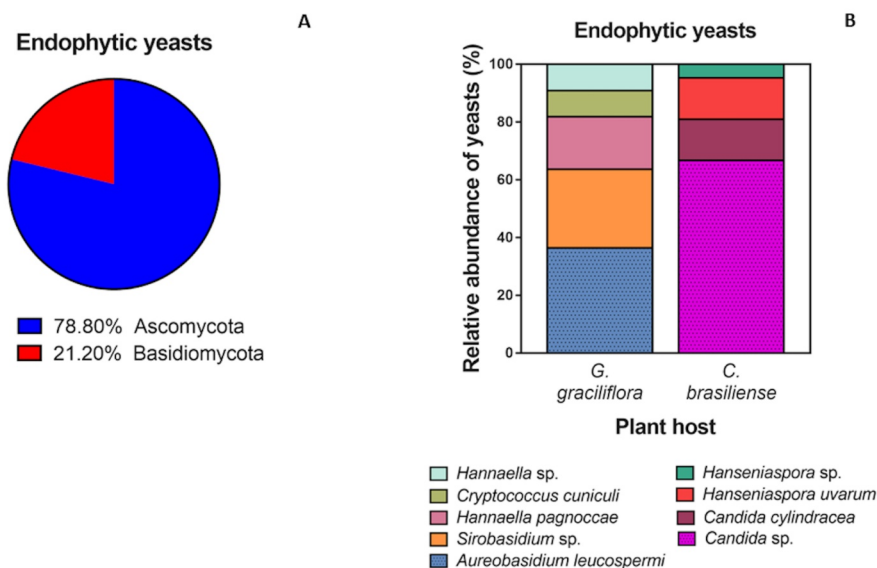 A
Endophytic yeasts
78.80% Ascomycota
21.20% Basidiomycota
B
Endophytic yeasts
Relative abundance of yeasts (%)
100
80
60
40
20
0
G.
graciliflora
C.
brasiliense
Plant host
Hannaella sp.
Cryptococcus cuniculi
Hannaella pagnoccae
Sirobasidium sp.
Aureobasidium leucospermi
Hanseniaspora sp.
Hanseniaspora uvarum
Candida cylindracea
Candida sp.